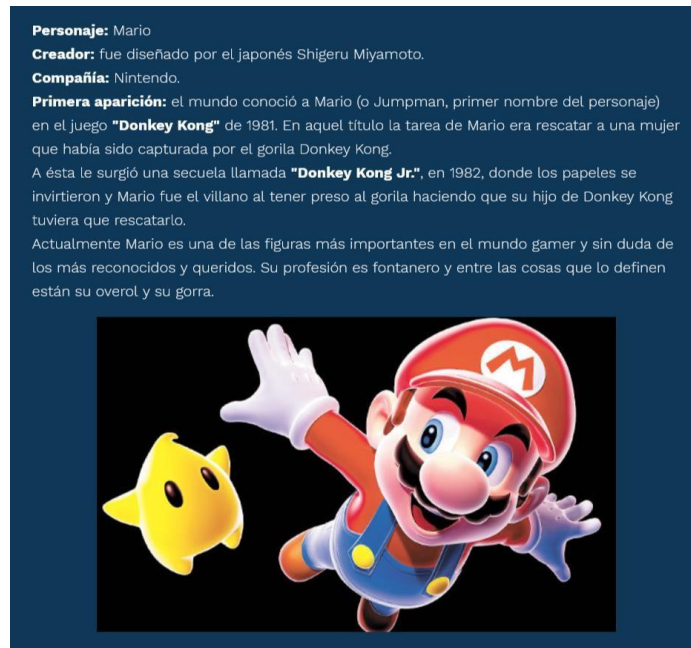 Personaje: Mario
Creador: fue diseñado por el japonés Shigeru Miyamoto.
Compañía: Nintendo.
Primera aparición: el mundo conoció a Mario (o Jumpman, primer nombre del personaje)
en el juego "Donkey Kong" de 1981. En aquel título la tarea de Mario era rescatar a una mujer
que había sido capturada por el gorila Donkey Kong.
A ésta le surgió una secuela llamada "Donkey Kong Jr.", en 1982, donde los papeles se
invirtieron y Mario fue el villano al tener preso al gorila haciendo que su hijo de Donkey Kong
tuviera que rescatarlo.
Actualmente Mario es una de las figuras más importantes en el mundo gamer y sin duda de
los más reconocidos y queridos. Su profesión es fontanero y entre las cosas que lo definen
están su overol y su gorra.
M